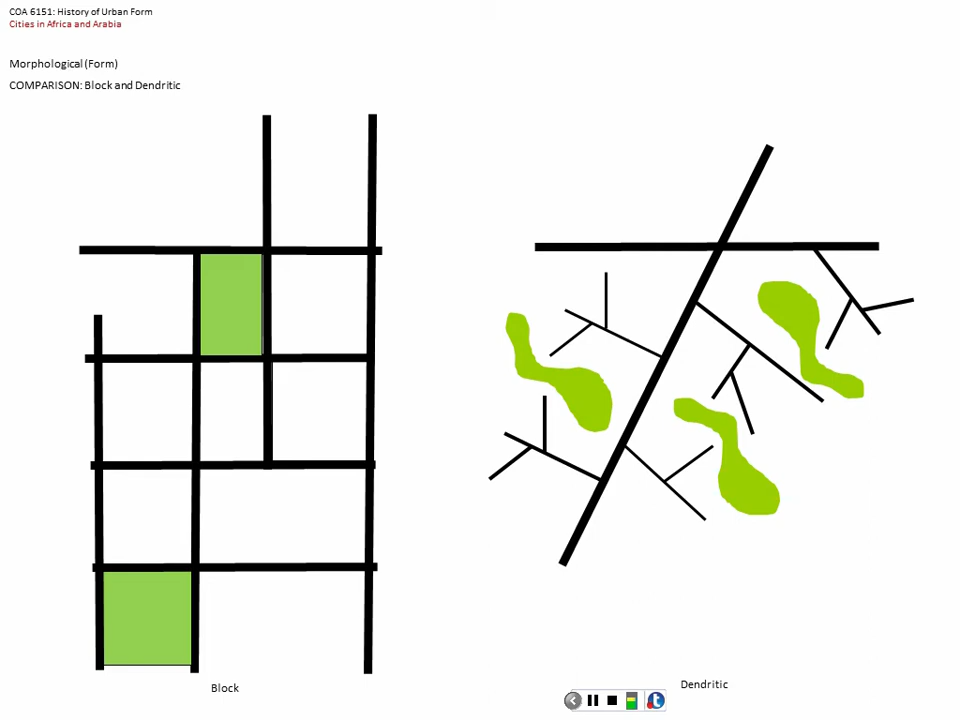 COA 6151: History of Urban Form
Cities in Africa and Arabia
Morphological (Form)
COMPARISON: Block and Dendritic
Block
Dendritic
t